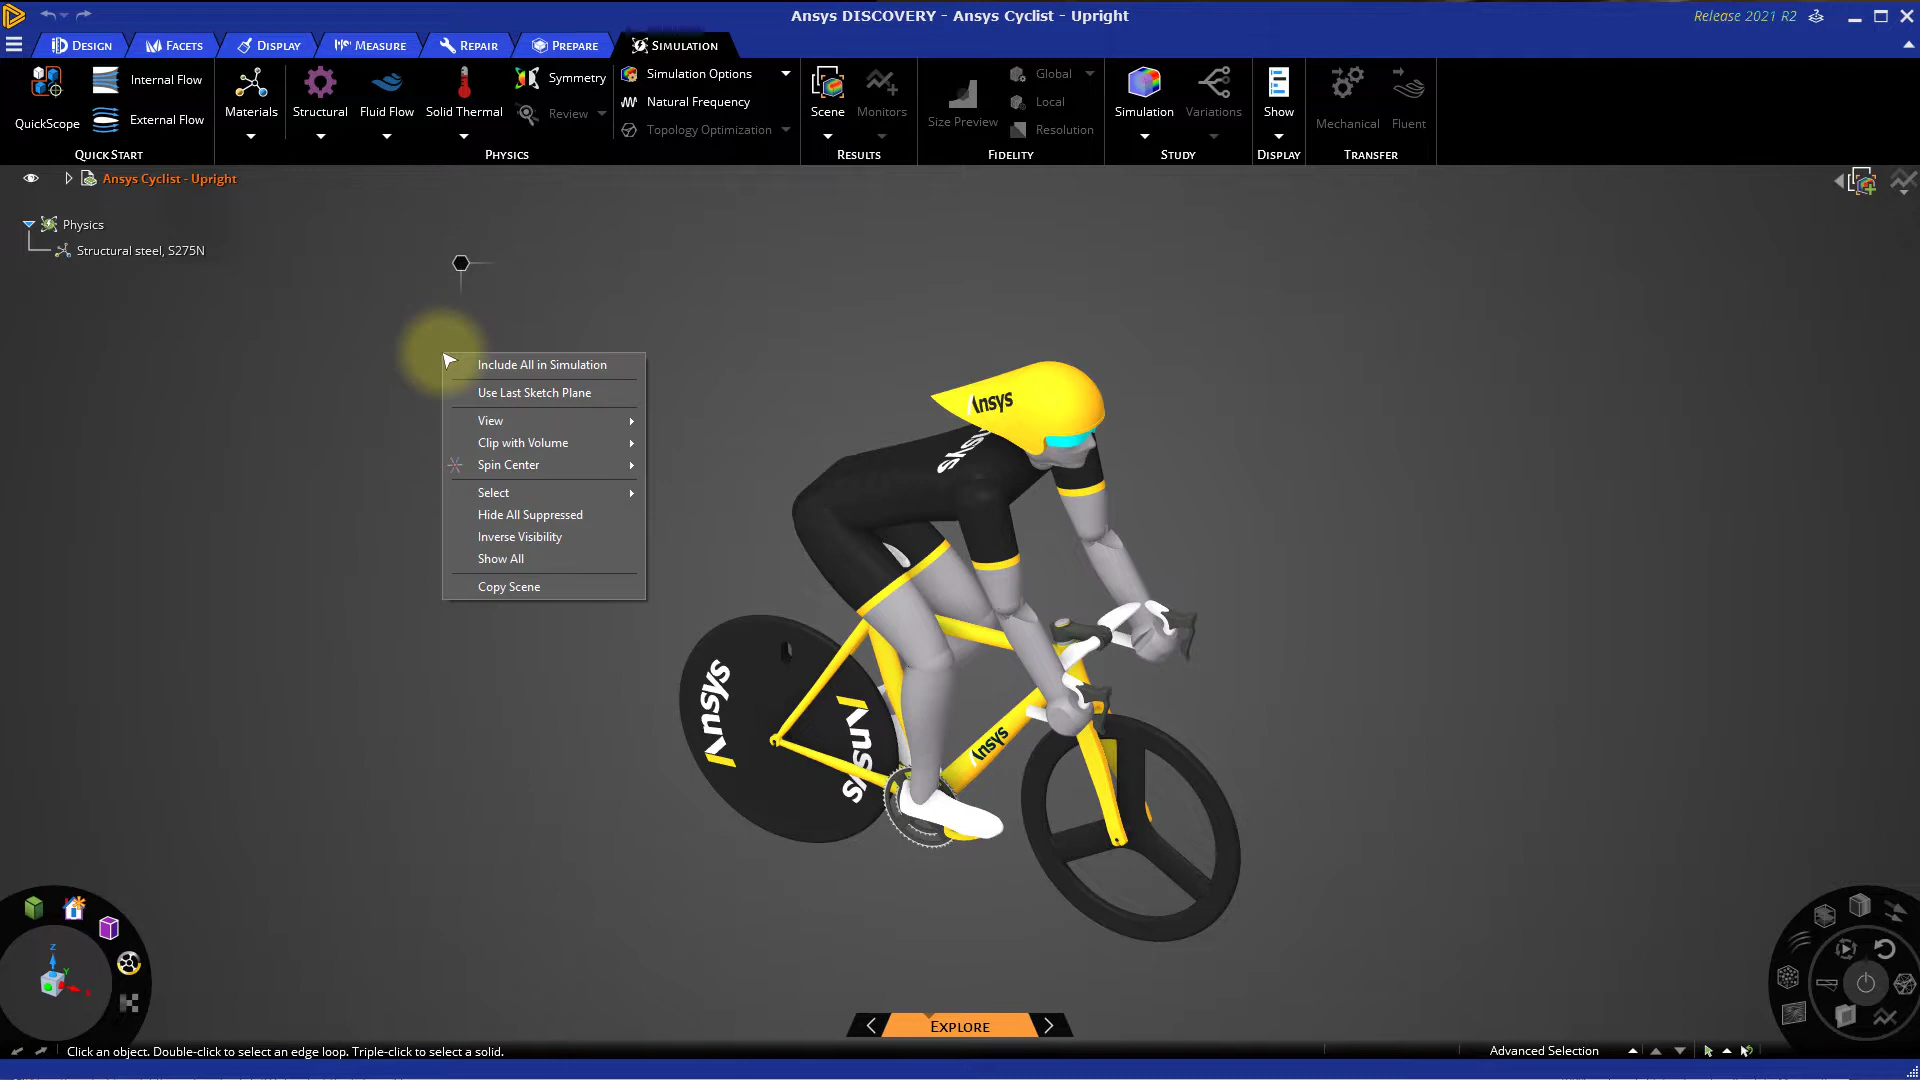 Ansys DISCOVERY - Ansys Cyclist - Upright
Release 2021 R2
DESIGN
FACETS
DISPLAY
MEASURE
REPAIR
PREPARE
SIMULATION
QuickScope
Internal Flow
External Flow
QUICKSTART
Materials
Structural
Fluid Flow
Solid Thermal
Symmetry
Review
Simulation Options
Natural Frequency
Topology Optimization
PHYSICS
Scene
Monitors
RESULTS
Size Preview
Global
Local
Resolution
FIDELITY
Simulation
Variations
STUDY
Show
DISPLAY
Mechanical
Fluent
TRANSFER
Ansys Cyclist - Upright
Physics
Structural steel, S275N
Include All in Simulation
Use Last Sketch Plane
View
Clip with Volume
Spin Center
Select
Hide All Suppressed
Inverse Visibility
Show All
Copy Scene
Ansys
Ansys
Ansys
Ansys
Ansys
Z
Y
X
EXPLORE
Click an object. Double-click to select an edge loop. Triple-click to select a solid.
Advanced Selection